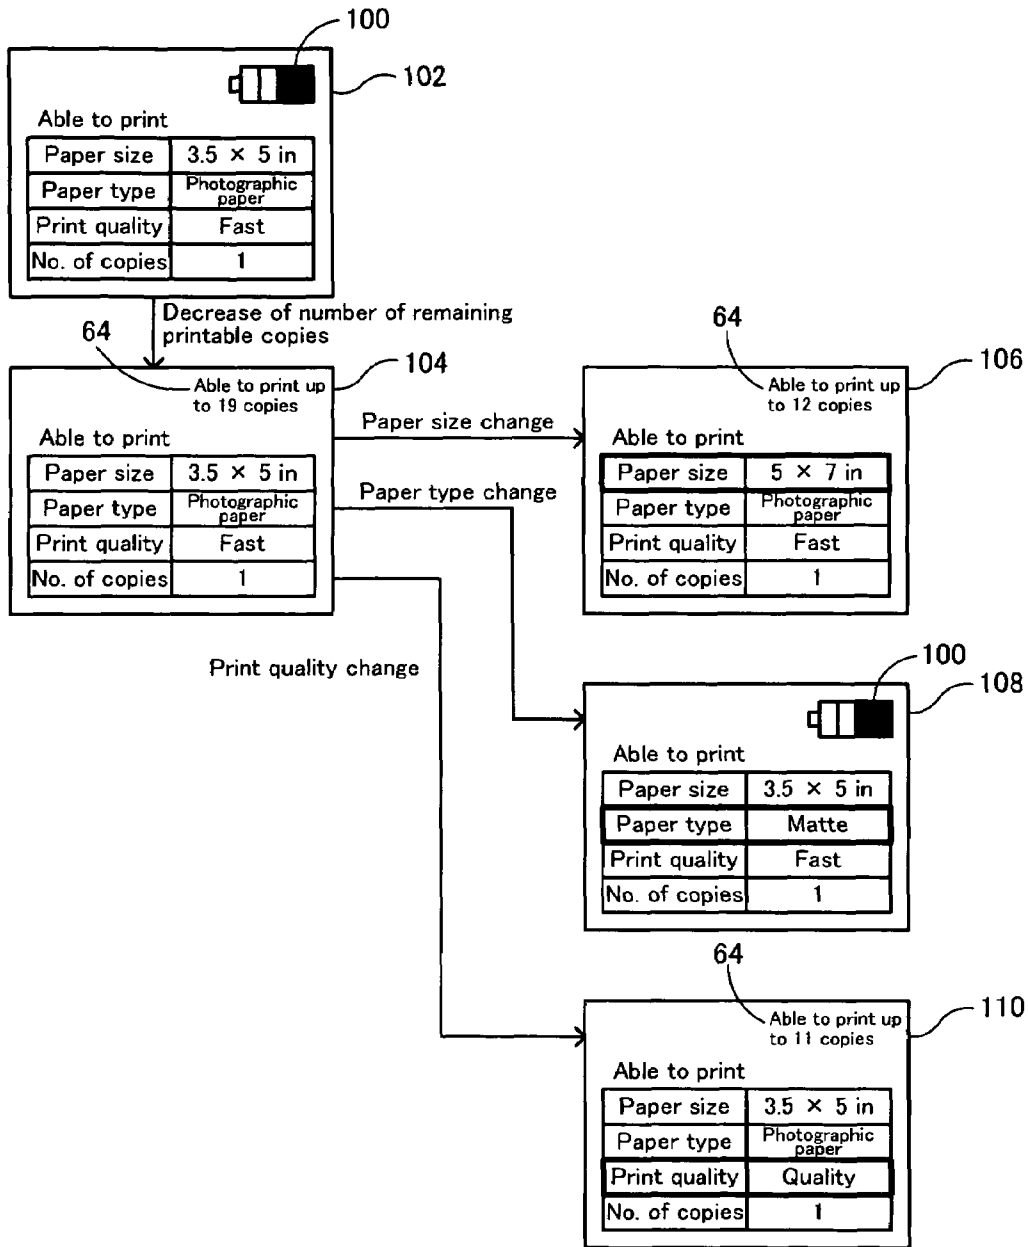 100
102
Able to print
Paper size 3.5 × 5 in
Paper type Photographic paper
Print quality Fast
No. of copies 1
Decrease of number of remaining
printable copies
64
104
Able to print up
to 19 copies
Able to print
Paper size 3.5 × 5 in
Paper type Photographic paper
Print quality Fast
No. of copies 1
Paper size change
Paper type change
Print quality change
64
106
Able to print up
to 12 copies
Able to print
Paper size 5 × 7 in
Paper type Photographic paper
Print quality Fast
No. of copies 1
100
108
Able to print
Paper size 3.5 × 5 in
Paper type Matte
Print quality Fast
No. of copies 1
64
110
Able to print up
to 11 copies
Able to print
Paper size 3.5 × 5 in
Paper type Photographic paper
Print quality Quality
No. of copies 1